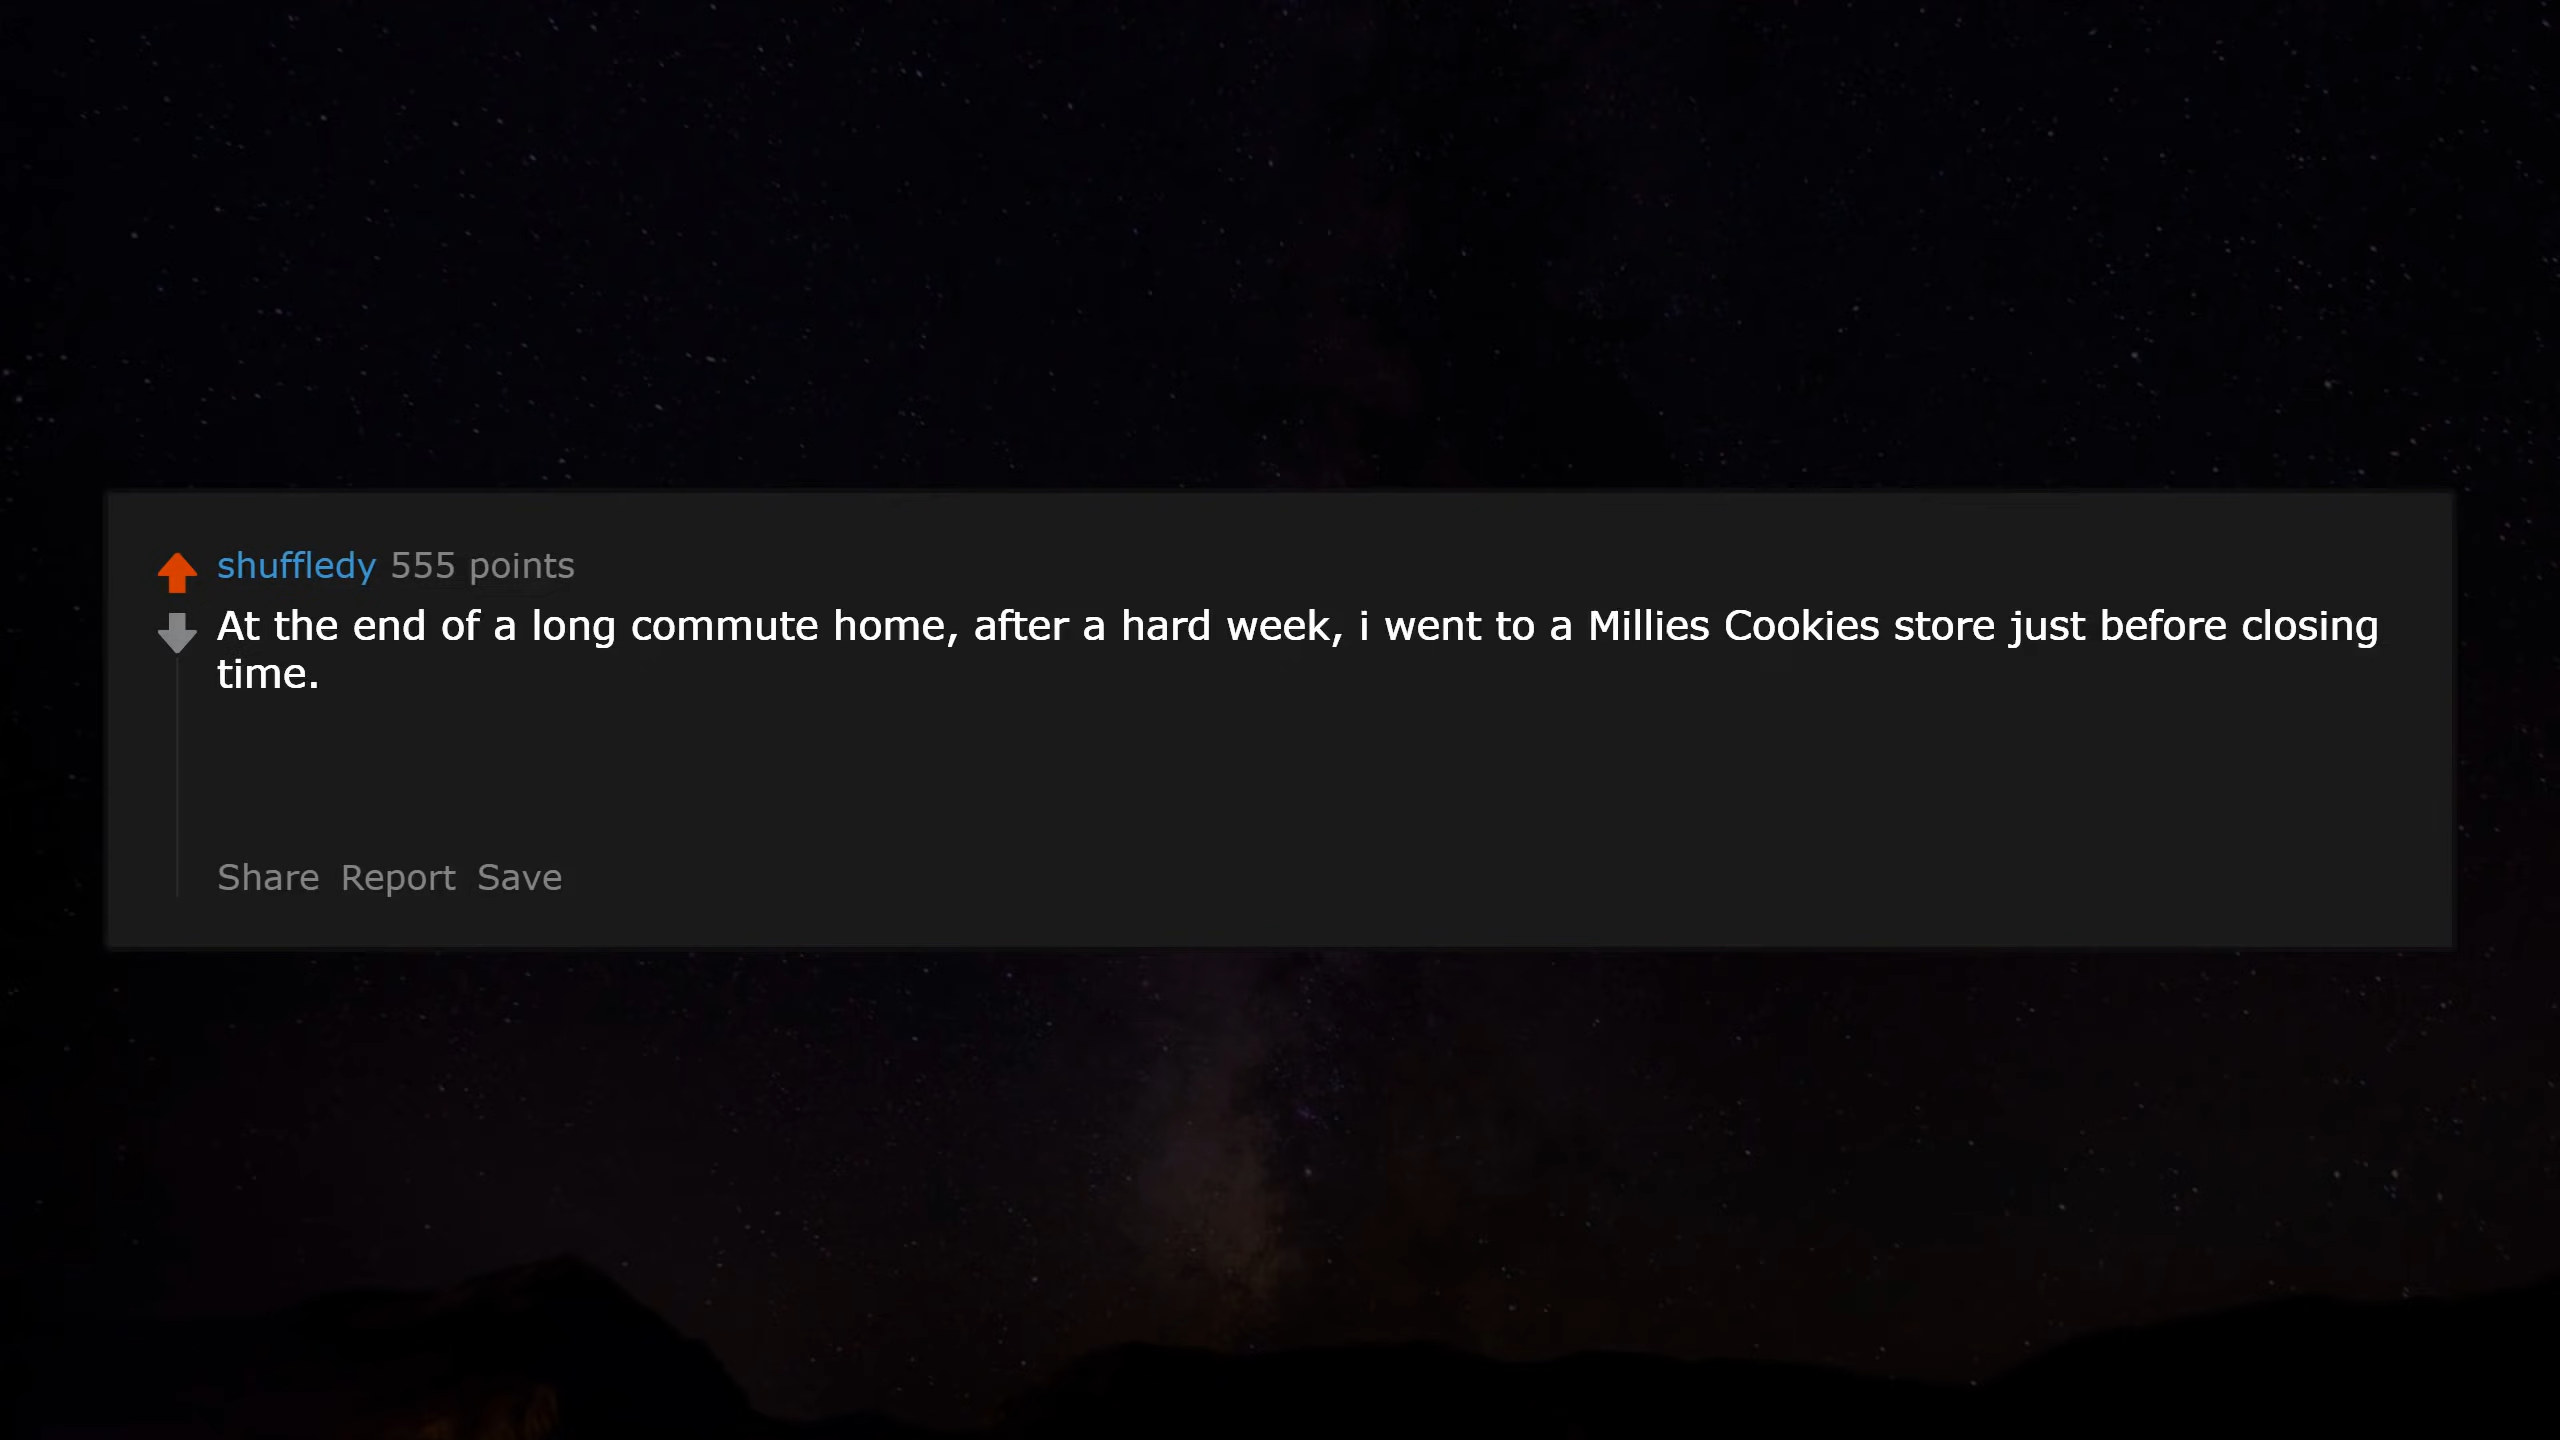 shuffledy 555 points
At the end of a long commute home, after a hard week, i went to a Millies Cookies store just before closing
time.
Share Report Save